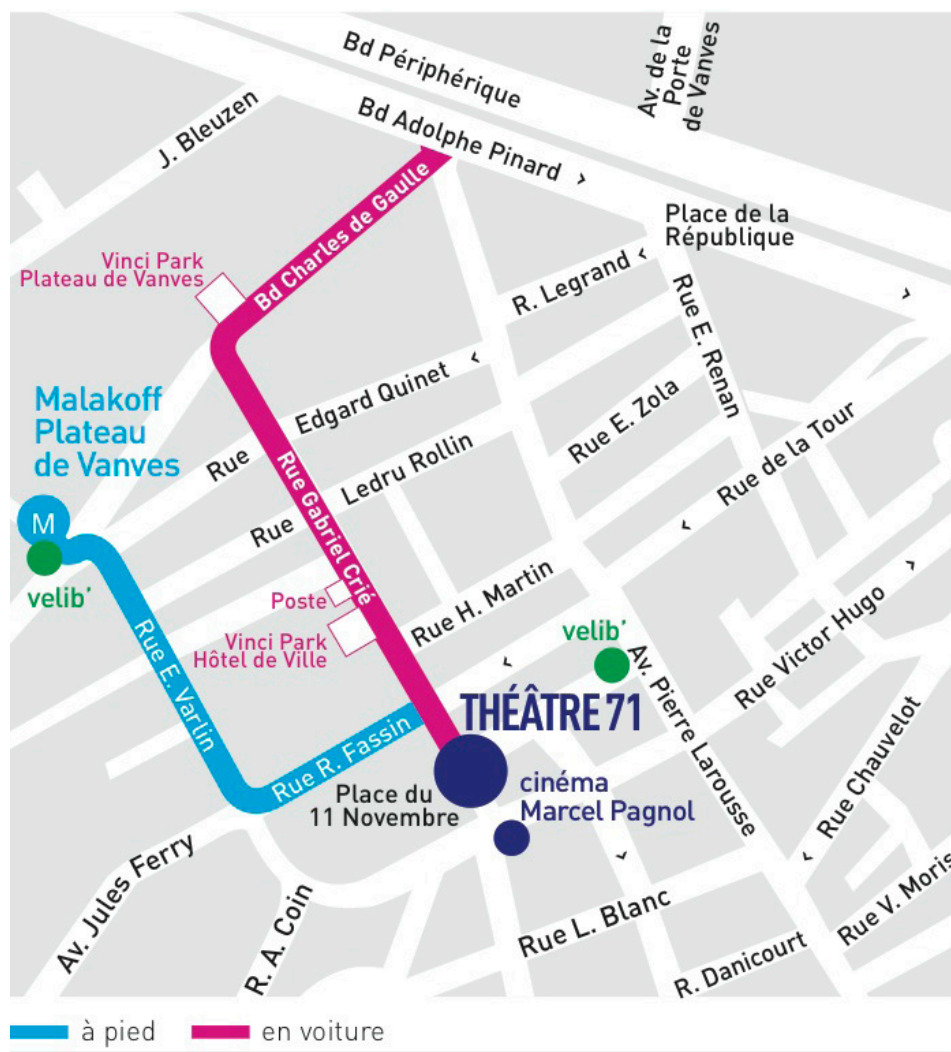 Bd Périphérique
Av. de la
Porte
de Vanves
J. Bleuzen
Bd Adolphe Pinard
Bd Charles de Gaulle
Place de la
République
Vinci Park
Plateau de Vanves
R. Legrand
Rue E. Renan
Malakoff
Plateau
de Vanves
Rue Edgard Quinet
Rue E. Zola
Rue Gabriel Crié
Rue Ledru Rollin
Rue de la Tour
M
velib’
Poste
Rue H. Martin
Vinci Park
Hôtel de Ville
velib’
Rue Victor Hugo
Rue E. Varlin
Av. Pierre Larousse
THÉÂTRE 71
Rue R. Fassin
Rue Chauvelot
Place du
11 Novembre
cinéma
Marcel Pagnol
Av. Jules Ferry
R. A. Coin
Rue L. Blanc
Rue V. Moris
R. Danicourt
à pied
en voiture